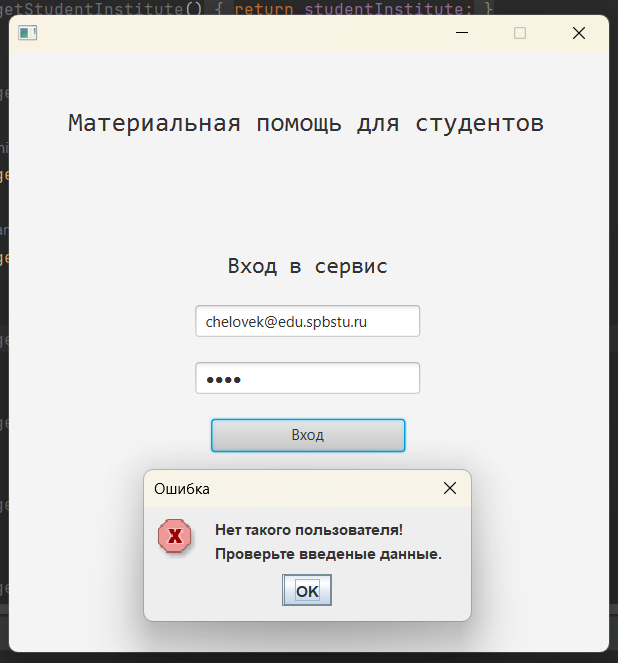 getStudentInstitute() { return studentInstitute; }
Материальная помощь для студентов
Вход в сервис
chelovek@edu.spbstu.ru
••••
Вход
Ошибка
Нет такого пользователя!
Проверьте введеные данные.
OK